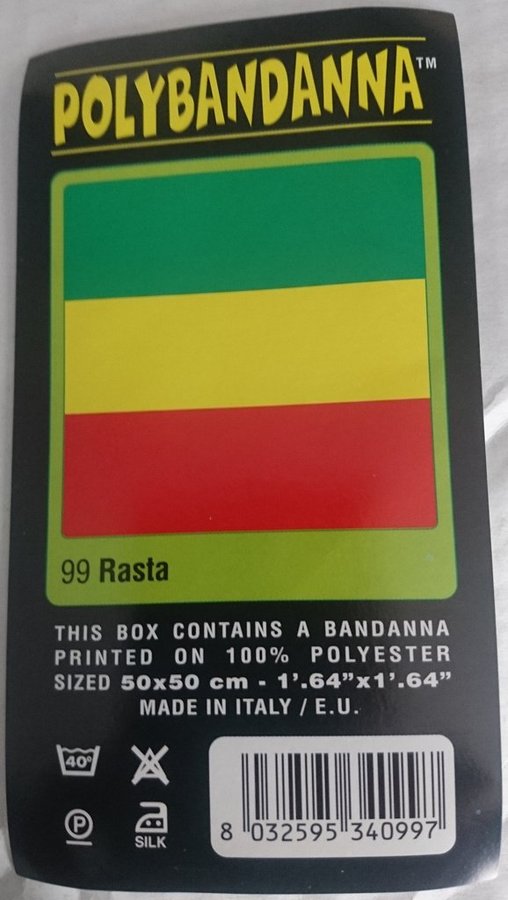 POLYBANDANNA™
99 Rasta
THIS BOX CONTAINS A BANDANNA
PRINTED ON 100% POLYESTER
SIZED 50x50 cm - 1'.64"x1'.64"
MADE IN ITALY / E.U.
40°
P
SILK
8 032595 340997